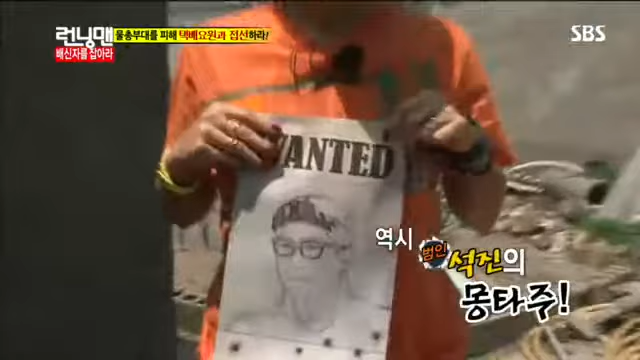 런닝맨
배신자를 잡아라
물총부대를 피해 택배요원과 접선하라!
SBS
WANTED
역시
범인
석진의
몽타주!